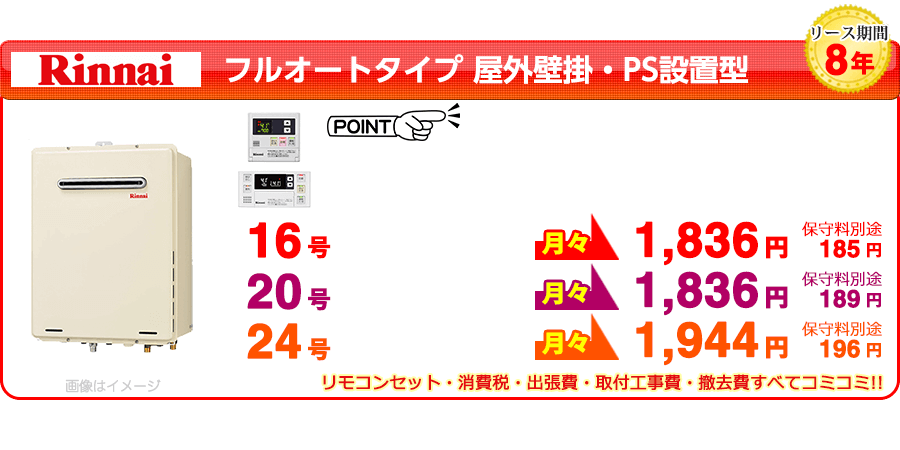 リース期間
8年
Rinnai
フルオートタイプ 屋外壁掛・PS設置型
POINT
Rinnai
16号 月々 1,836円 保守料別途 185円
20号 月々 1,836円 保守料別途 189円
24号 月々 1,944円 保守料別途 196円
画像はイメージ
リモコンセット・消費税・出張費・取付工事費・撤去費すべてコミコミ!!